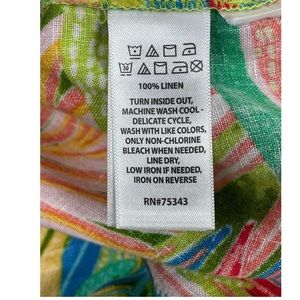 100% LINEN
TURN INSIDE OUT,
MACHINE WASH COOL -
DELICATE CYCLE,
WASH WITH LIKE COLORS,
ONLY NON-CHLORINE
BLEACH WHEN NEEDED,
LINE DRY,
LOW IRON IF NEEDED,
IRON ON REVERSE
RN#75343